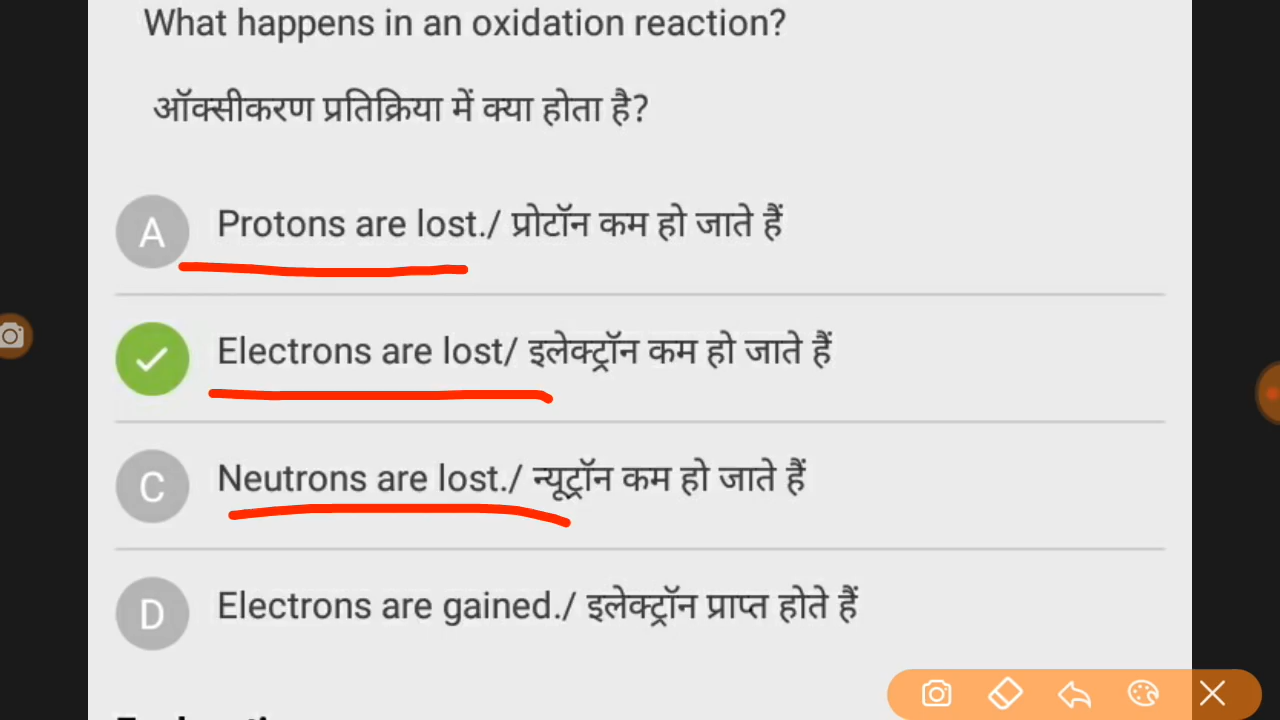 What happens in an oxidation reaction?
ऑक्सीकरण प्रतिक्रिया में क्या होता है?
A Protons are lost./ प्रोटॉन कम हो जाते हैं
Electrons are lost/ इलेक्ट्रॉन कम हो जाते हैं
C Neutrons are lost./ न्यूट्रॉन कम हो जाते हैं
D Electrons are gained./ इलेक्ट्रॉन प्राप्त होते हैं